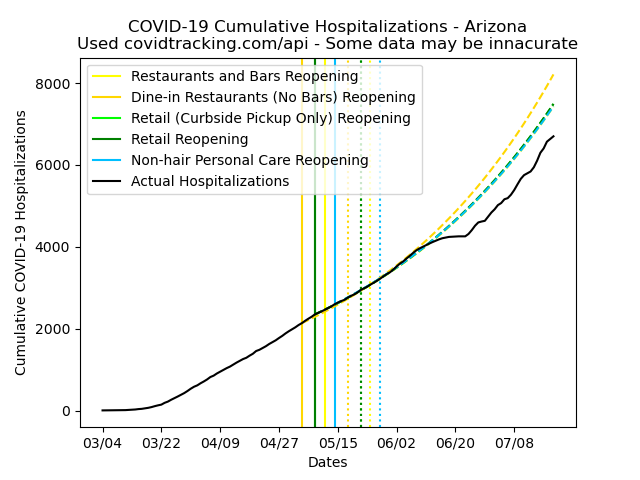 COVID-19 Cumulative Hospitalizations - Arizona
Used covidtracking.com/api - Some data may be innacurate
Restaurants and Bars Reopening
Dine-in Restaurants (No Bars) Reopening
Retail (Curbside Pickup Only) Reopening
Retail Reopening
Non-hair Personal Care Reopening
Actual Hospitalizations
Cumulative COVID-19 Hospitalizations
8000
6000
4000
2000
0
03/04 03/22 04/09 04/27 05/15 06/02 06/20 07/08
Dates